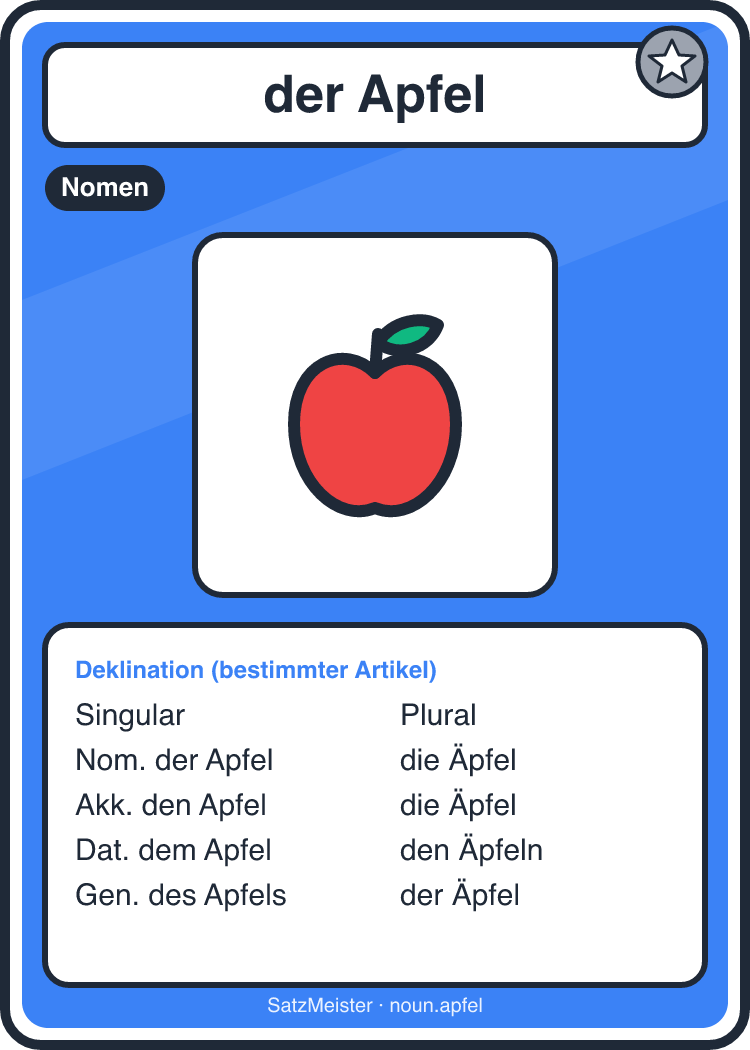 der Apfel
Nomen
Deklination (bestimmter Artikel)
Singular Plural
Nom. der Apfel die Äpfel
Akk. den Apfel die Äpfel
Dat. dem Apfel den Äpfeln
Gen. des Apfels der Äpfel
SatzMeister · noun.apfel